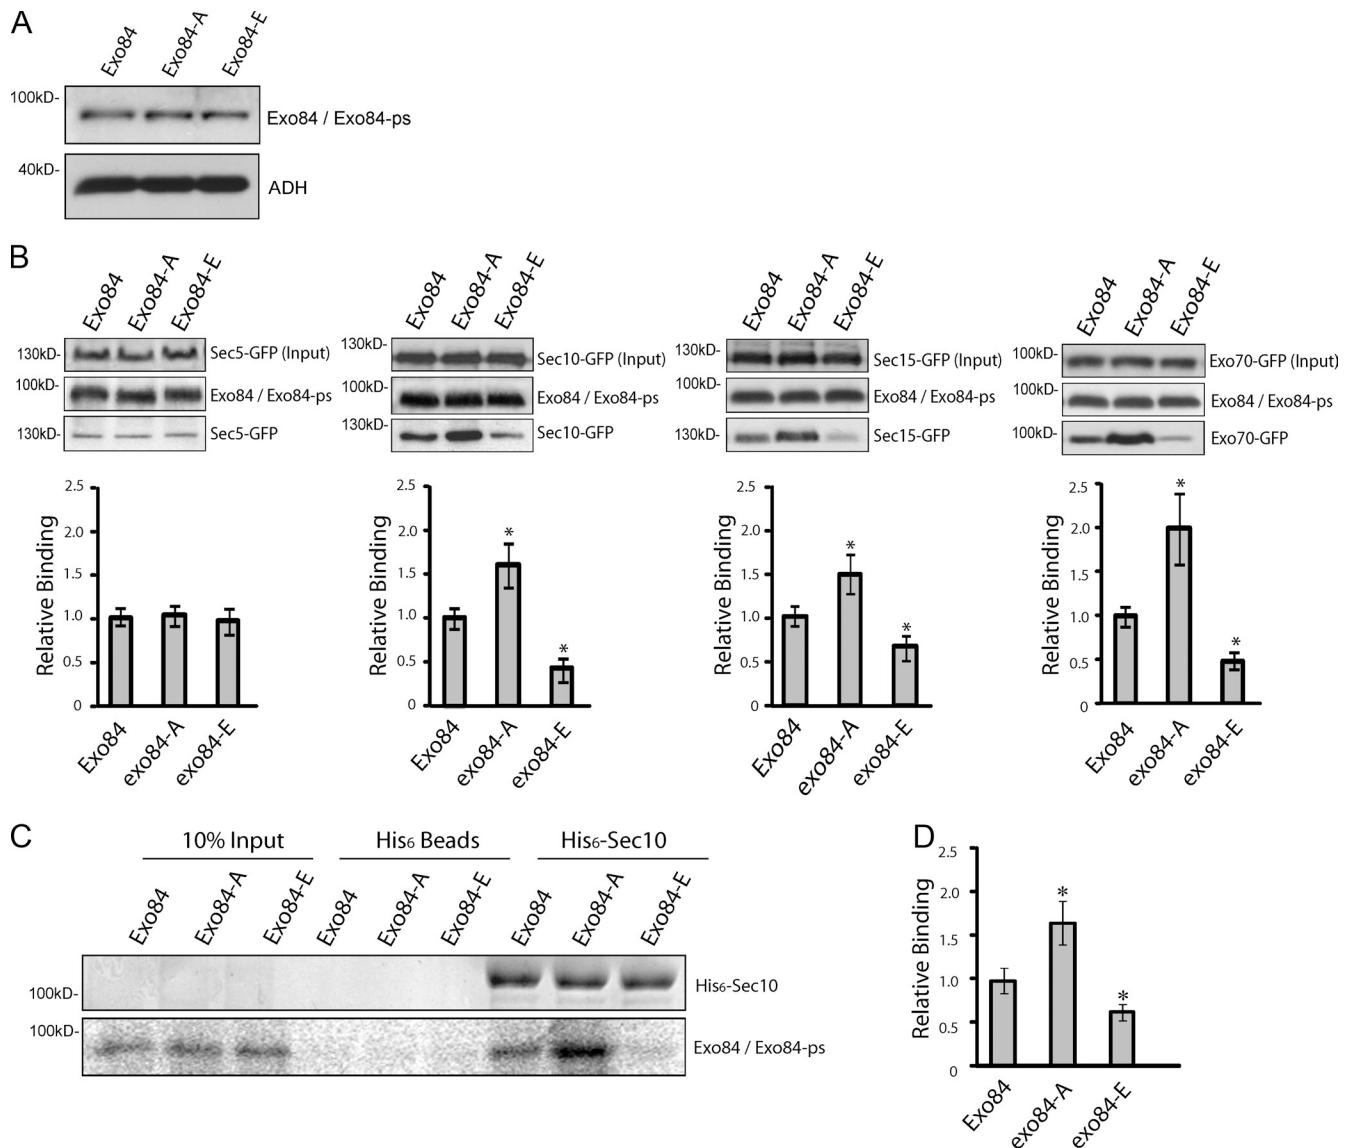 A
Exo84 Exo84-A Exo84-E
100kD- Exo84 / Exo84-ps
40kD- ADH
B
Exo84 Exo84-A Exo84-E
130kD- Sec5-GFP (Input)
100kD- Exo84 / Exo84-ps
130kD- Sec5-GFP
Exo84 Exo84-A Exo84-E
130kD- Sec10-GFP (Input)
100kD- Exo84 / Exo84-ps
130kD- Sec10-GFP
Exo84 Exo84-A Exo84-E
130kD- Sec15-GFP (Input)
100kD- Exo84 / Exo84-ps
130kD- Sec15-GFP
Exo84 Exo84-A Exo84-E
100kD- Exo70-GFP (Input)
Exo84 / Exo84-ps
100kD- Exo70-GFP
Relative Binding
2.5
2.0
1.5
1.0
0.5
0
Exo84 exo84-A exo84-E
Relative Binding
2.5
2.0
1.5
1.0
0.5
0
* *
Exo84 exo84-A exo84-E
Relative Binding
2.5
2.0
1.5
1.0
0.5
0
* *
Exo84 exo84-A exo84-E
Relative Binding
2.5
2.0
1.5
1.0
0.5
0
* *
Exo84 exo84-A exo84-E
C
10% Input His6 Beads His6-Sec10
Exo84 Exo84-A Exo84-E Exo84 Exo84-A Exo84-E Exo84 Exo84-A Exo84-E
100kD- His6-Sec10
100kD- Exo84 / Exo84-ps
D
Relative Binding
2.5
2.0
1.5
1.0
0.5
0
* *
Exo84 exo84-A exo84-E